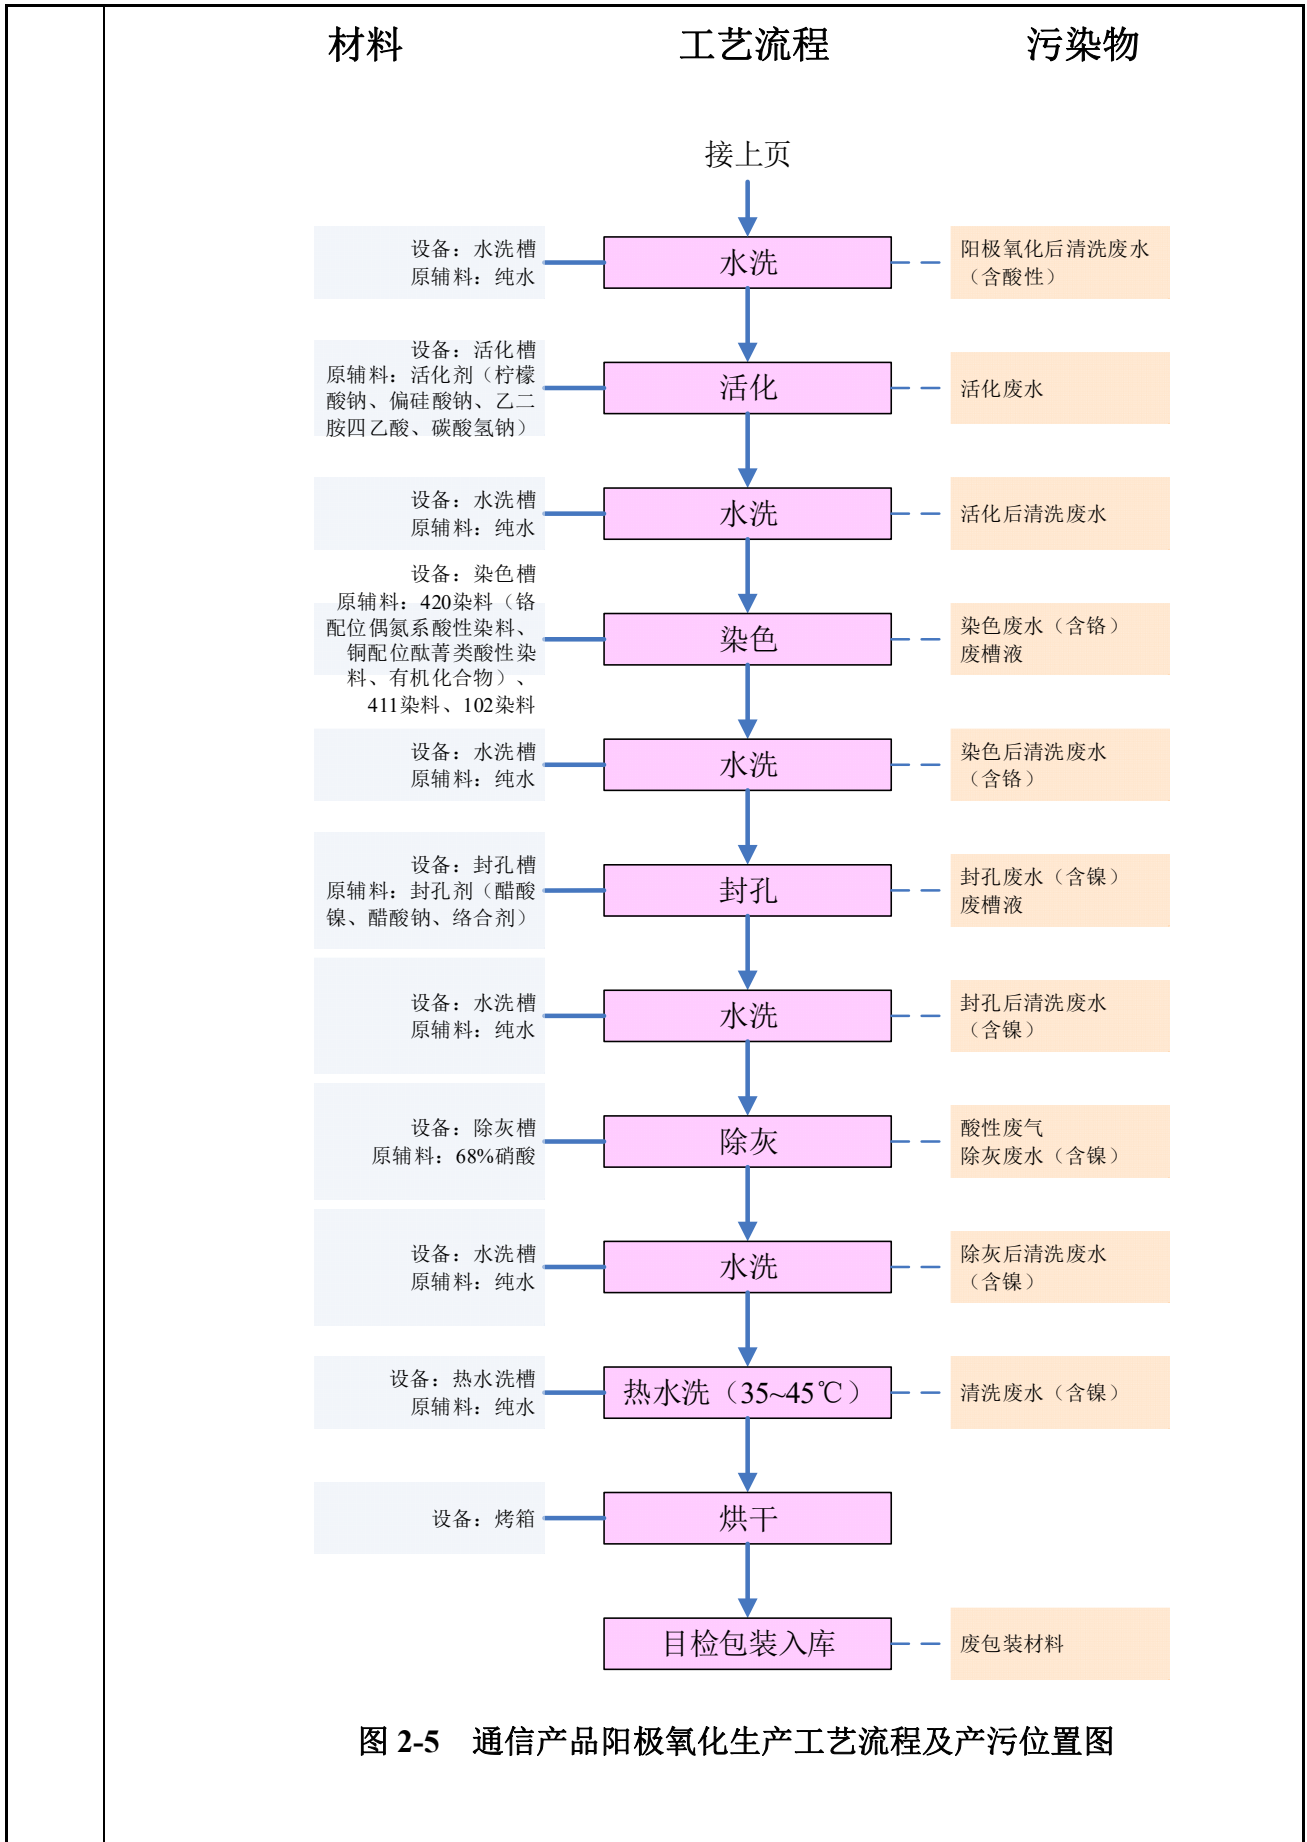 材料 工艺流程 污染物
接上页
设备：水洗槽
原辅料：纯水
水洗
阳极氧化后清洗废水
（含酸性）
设备：活化槽
原辅料：活化剂（柠檬
酸钠、偏硅酸钠、乙二
胺四乙酸、碳酸氢钠）
活化
活化废水
设备：水洗槽
原辅料：纯水
水洗
活化后清洗废水
设备：染色槽
原辅料：420染料（铬
配位偶氮系酸性染料、
铜配位酞菁类酸性染
料、有机化合物）、
411染料、102染料
染色
染色废水（含铬）
废槽液
设备：水洗槽
原辅料：纯水
水洗
染色后清洗废水
（含铬）
设备：封孔槽
原辅料：封孔剂（醋酸
镍、醋酸钠、络合剂）
封孔
封孔废水（含镍）
废槽液
设备：水洗槽
原辅料：纯水
水洗
封孔后清洗废水
（含镍）
设备：除灰槽
原辅料：68%硝酸
除灰
酸性废气
除灰废水（含镍）
设备：水洗槽
原辅料：纯水
水洗
除灰后清洗废水
（含镍）
设备：热水洗槽
原辅料：纯水
热水洗（35~45℃）
清洗废水（含镍）
设备：烤箱
烘干
目检包装入库
废包装材料
图 2-5 通信产品阳极氧化生产工艺流程及产污位置图